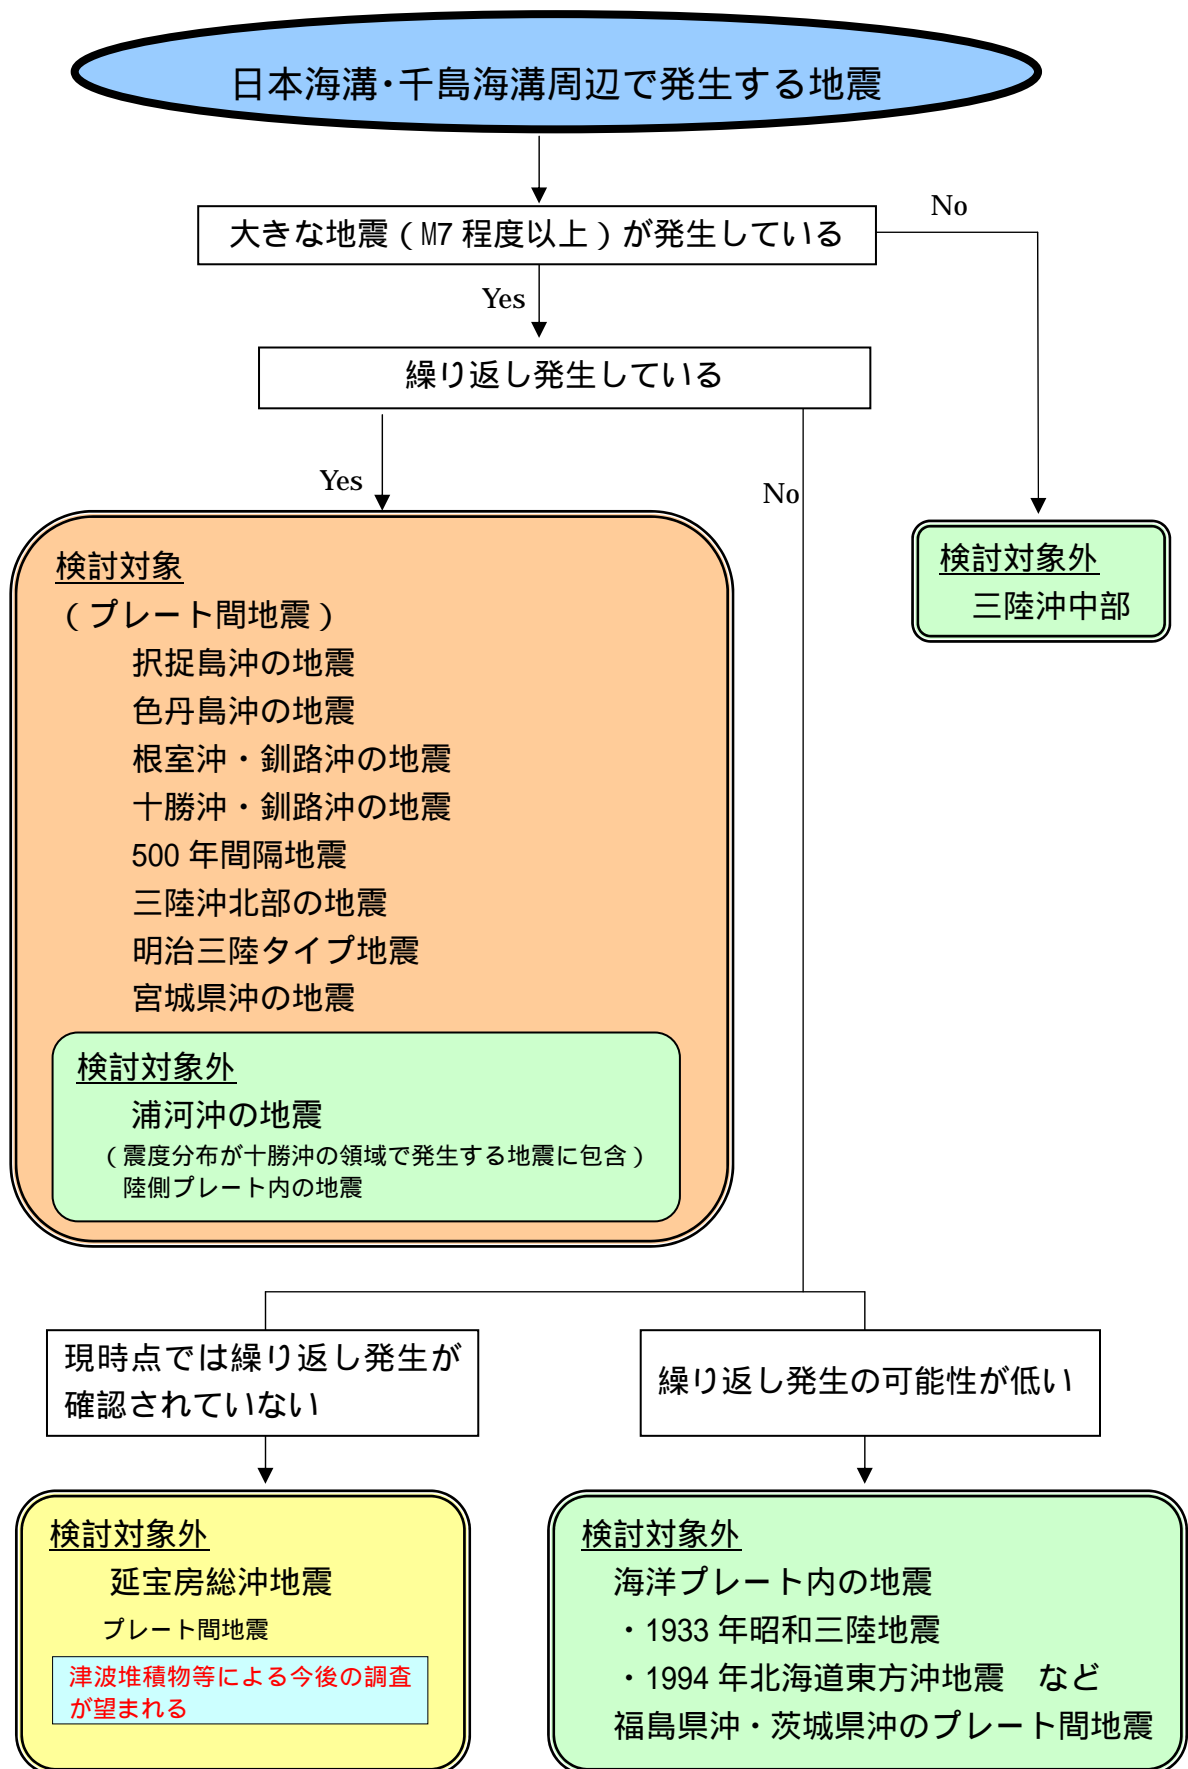 日本海溝･千島海溝周辺で発生する地震
大きな地震（M7 程度以上）が発生している
No
Yes
繰り返し発生している
Yes
No
検討対象
（プレート間地震）
択捉島沖の地震
色丹島沖の地震
根室沖・釧路沖の地震
十勝沖・釧路沖の地震
500 年間隔地震
三陸沖北部の地震
明治三陸タイプ地震
宮城県沖の地震
検討対象外
浦河沖の地震
（震度分布が十勝沖の領域で発生する地震に包含）
陸側プレート内の地震
検討対象外
三陸沖中部
現時点では繰り返し発生が
確認されていない
繰り返し発生の可能性が低い
検討対象外
延宝房総沖地震
プレート間地震
津波堆積物等による今後の調査
が望まれる
検討対象外
海洋プレート内の地震
・1933 年昭和三陸地震
・1994 年北海道東方沖地震　など
福島県沖・茨城県沖のプレート間地震